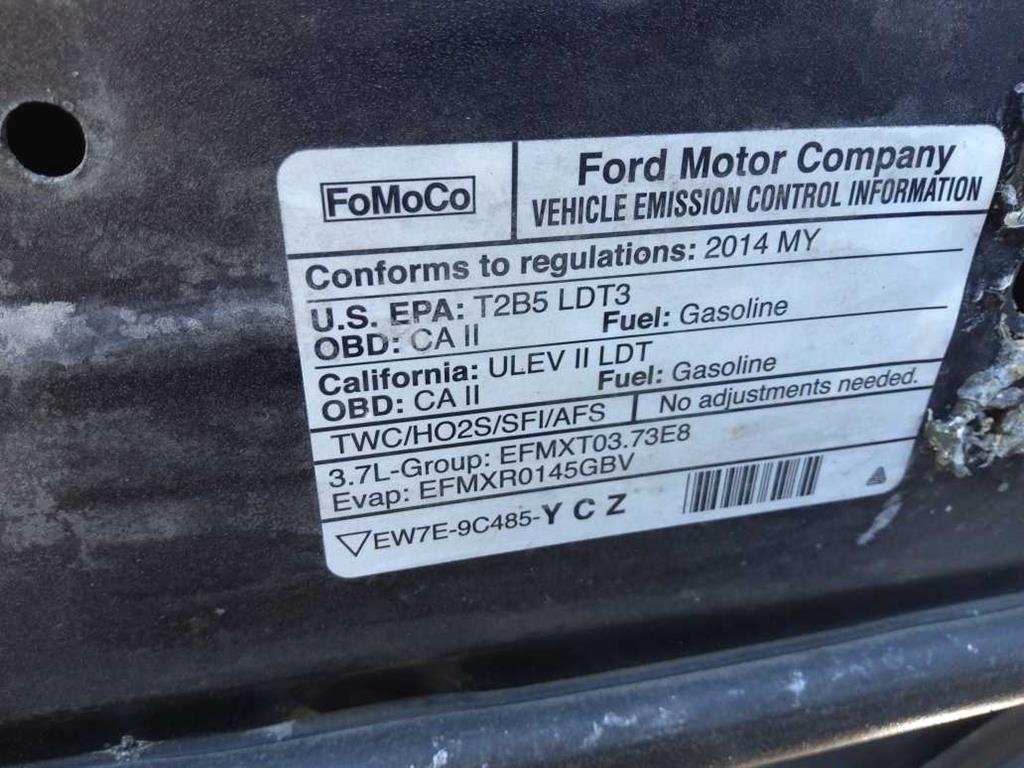 FoMoCo
Ford Motor Company
VEHICLE EMISSION CONTROL INFORMATION
Conforms to regulations: 2014 MY
U.S. EPA: T2B5 LDT3
OBD: CA II Fuel: Gasoline
California: ULEV II LDT
OBD: CA II Fuel: Gasoline
TWC/HO2S/SFI/AFS No adjustments needed.
3.7L-Group: EFMXT03.73E8
Evap: EFMXR0145GBV
EW7E-9C485-Y C Z